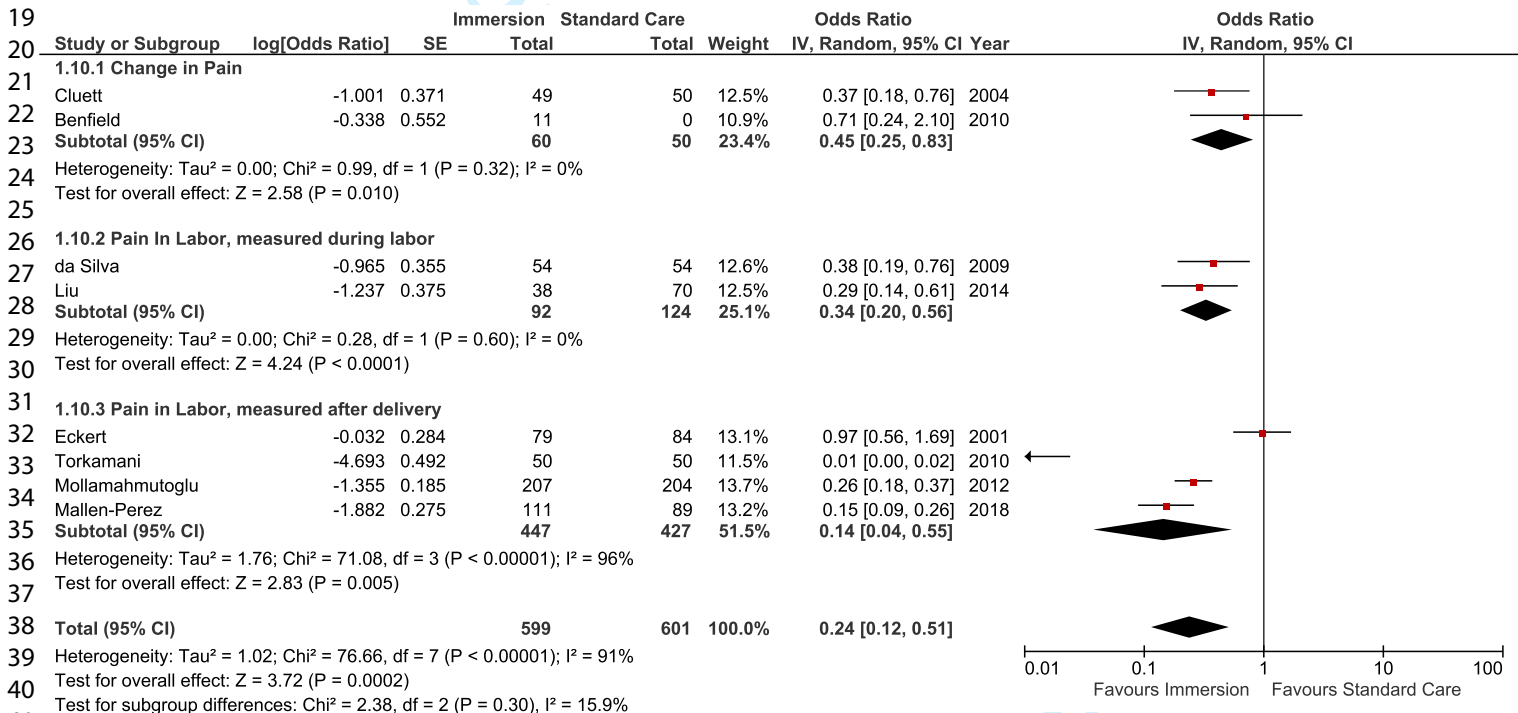 19
Immersion Standard Care Odds Ratio Odds Ratio
20 Study or Subgroup log[Odds Ratio] SE Total Total Weight IV, Random, 95% CI Year IV, Random, 95% CI
1.10.1 Change in Pain
21 Cluett -1.001 0.371 49 50 12.5% 0.37 [0.18, 0.76] 2004
22 Benfield -0.338 0.552 11 0 10.9% 0.71 [0.24, 2.10] 2010
23 Subtotal (95% CI) 60 50 23.4% 0.45 [0.25, 0.83]
24 Heterogeneity: Tau² = 0.00; Chi² = 0.99, df = 1 (P = 0.32); I² = 0%
Test for overall effect: Z = 2.58 (P = 0.010)
25
26 1.10.2 Pain In Labor, measured during labor
27 da Silva -0.965 0.355 54 54 12.6% 0.38 [0.19, 0.76] 2009
Liu -1.237 0.375 38 70 12.5% 0.29 [0.14, 0.61] 2014
28 Subtotal (95% CI) 92 124 25.1% 0.34 [0.20, 0.56]
29 Heterogeneity: Tau² = 0.00; Chi² = 0.28, df = 1 (P = 0.60); I² = 0%
30 Test for overall effect: Z = 4.24 (P < 0.0001)
31 1.10.3 Pain in Labor, measured after delivery
32 Eckert -0.032 0.284 79 84 13.1% 0.97 [0.56, 1.69] 2001
33 Torkamani -4.693 0.492 50 50 11.5% 0.01 [0.00, 0.02] 2010
34 Mollamahmutoglu -1.355 0.185 207 204 13.7% 0.26 [0.18, 0.37] 2012
Mallen-Perez -1.882 0.275 111 89 13.2% 0.15 [0.09, 0.26] 2018
35 Subtotal (95% CI) 447 427 51.5% 0.14 [0.04, 0.55]
36 Heterogeneity: Tau² = 1.76; Chi² = 71.08, df = 3 (P < 0.00001); I² = 96%
37 Test for overall effect: Z = 2.83 (P = 0.005)
38 Total (95% CI) 599 601 100.0% 0.24 [0.12, 0.51]
39 Heterogeneity: Tau² = 1.02; Chi² = 76.66, df = 7 (P < 0.00001); I² = 91%
0.01 0.1 1 10 100
40 Test for overall effect: Z = 3.72 (P = 0.0002)
Favours Immersion Favours Standard Care
Test for subgroup differences: Chi² = 2.38, df = 2 (P = 0.30), I² = 15.9%